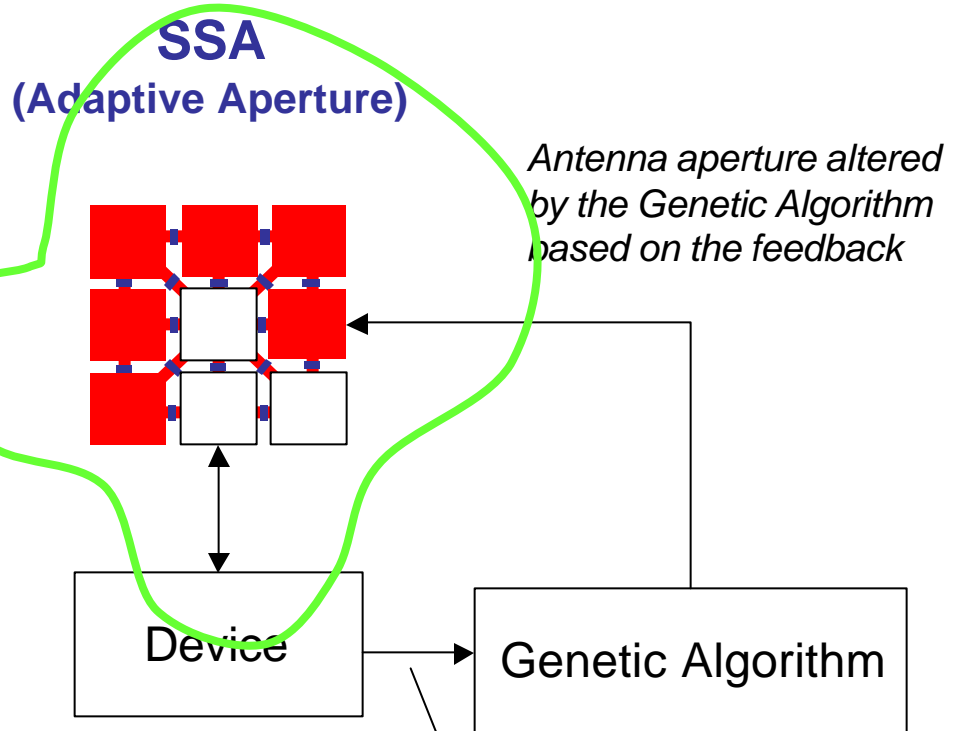 SSA
(Adaptive Aperture)
Antenna aperture altered
by the Genetic Algorithm
based on the feedback
Device
Genetic Algorithm